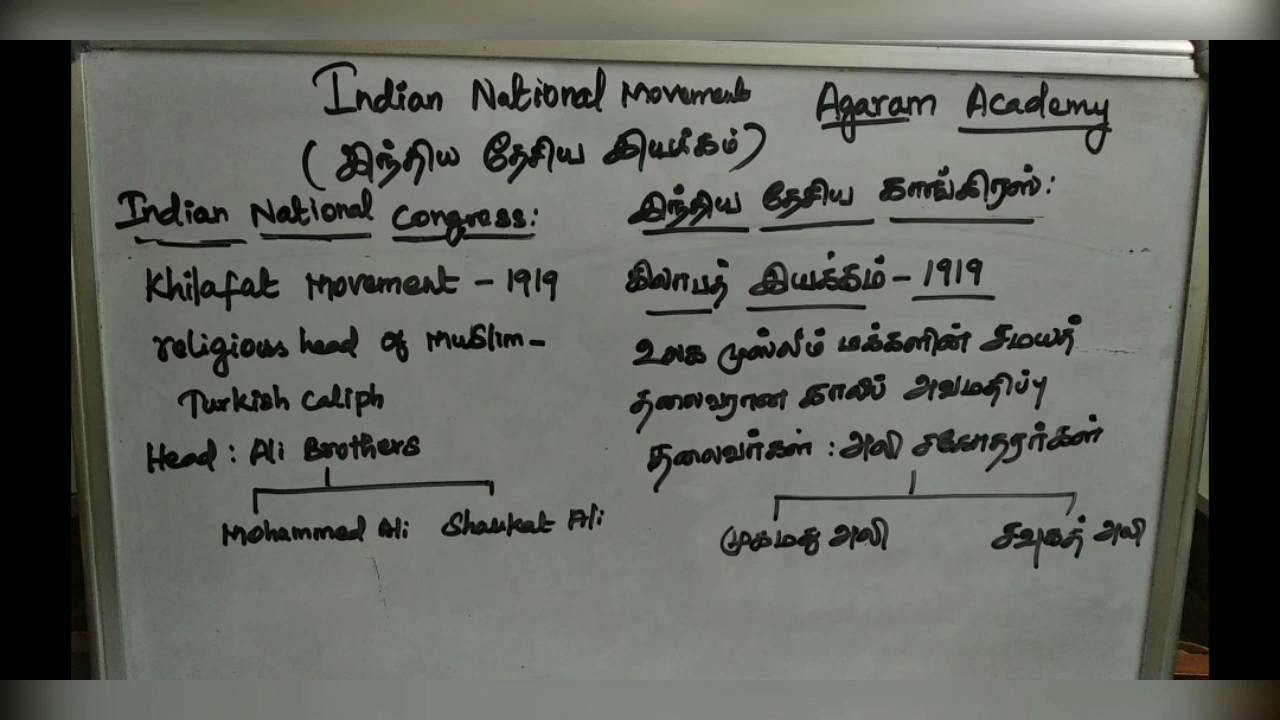 Indian National Movement Agaram Academy
(இந்திய தேசிய இயக்கம்)
Indian National Congress:
Khilafat Movement - 1919
religious head of Muslim -
Turkish Caliph
Head : Ali Brothers
Mohammed Ali Shaukat Ali
இந்திய தேசிய காங்கிரஸ்:
கிலாபத் இயக்கம் - 1919
உலக முஸ்லீம் மக்களின் சமயத்
தலைவரான காலிப் அவமதிப்பு
தலைவர்கள் : அலி சகோதரர்கள்
முகமது அலி சவுகத் அலி